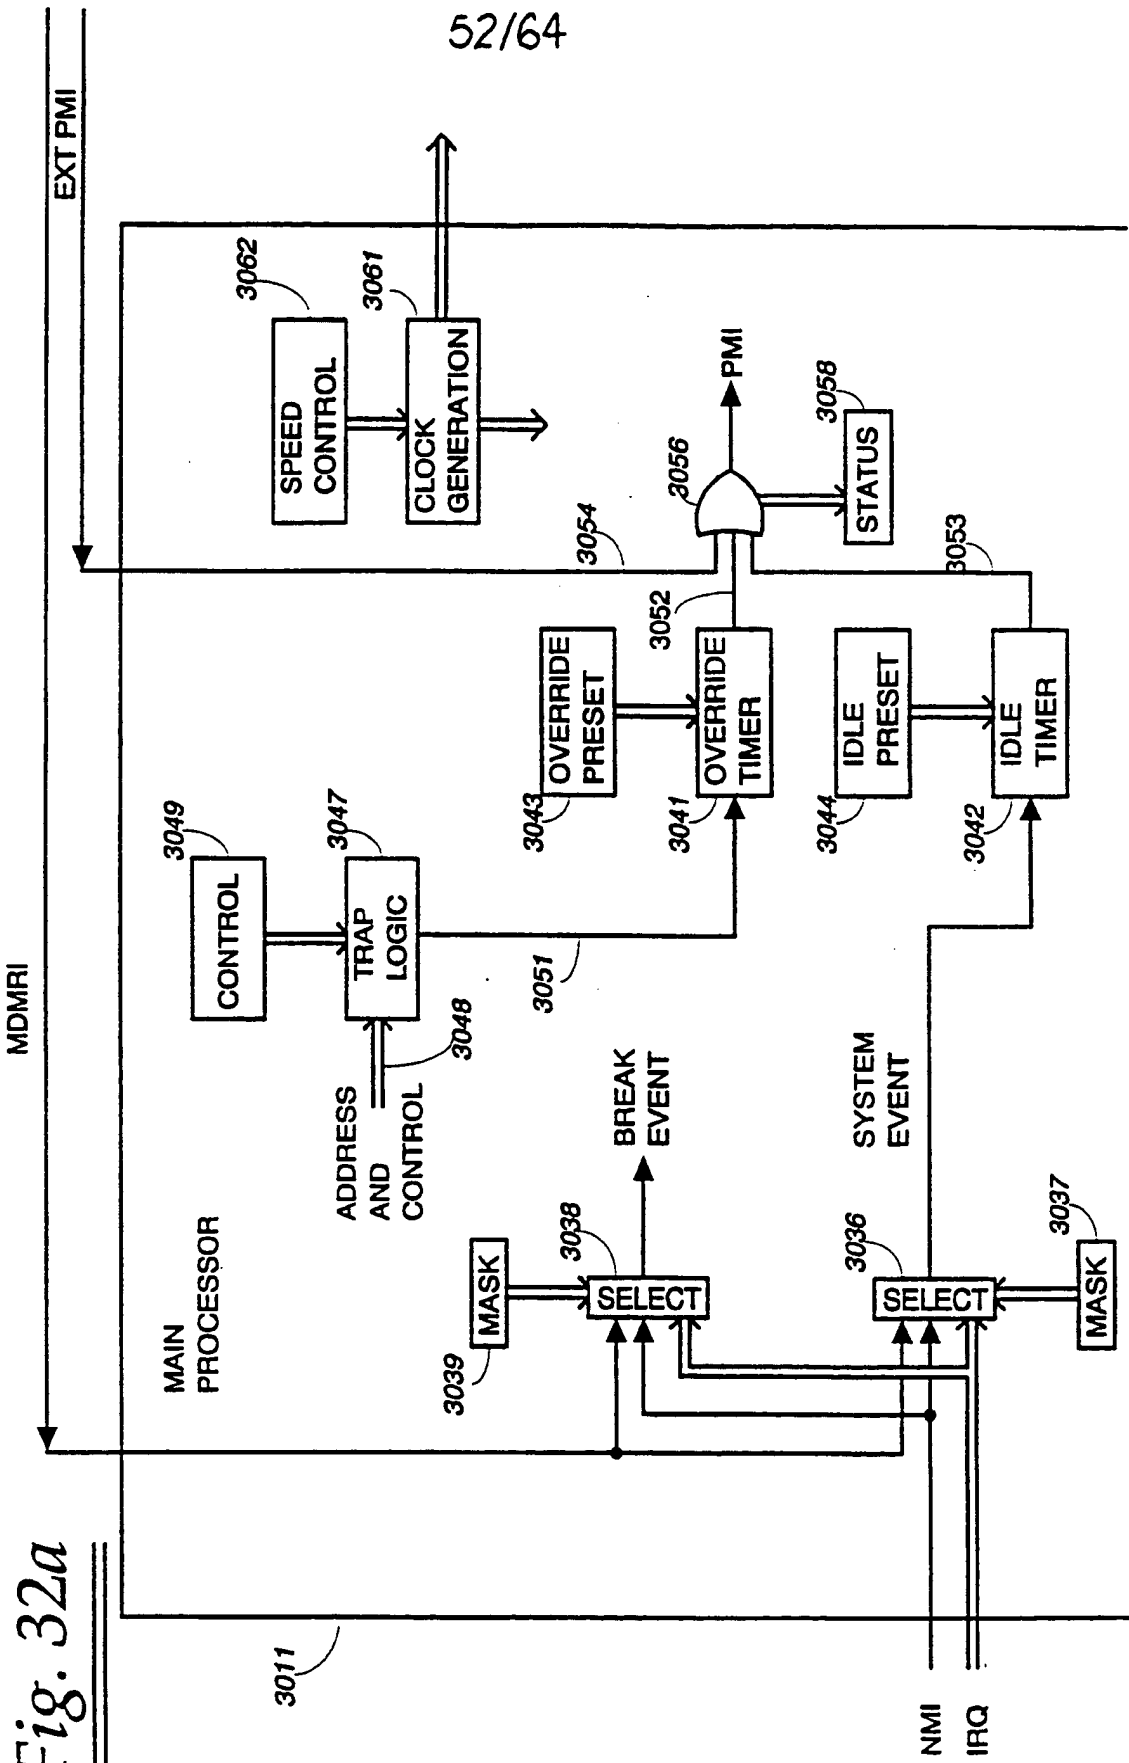 52/64
Fig. 32a
MDMRI
EXT PMI
3011
MAIN
PROCESSOR
3049
CONTROL
3047
TRAP
LOGIC
ADDRESS
AND
CONTROL
3048
3051
3062
SPEED
CONTROL
3061
CLOCK
GENERATION
3054
3043
OVERRIDE
PRESET
3041
OVERRIDE
TIMER
3052
3056
PMI
3058
STATUS
3053
3044
IDLE
PRESET
3042
IDLE
TIMER
3039
MASK
3038
SELECT
BREAK
EVENT
3036
SELECT
SYSTEM
EVENT
3037
MASK
NMI
IRQ